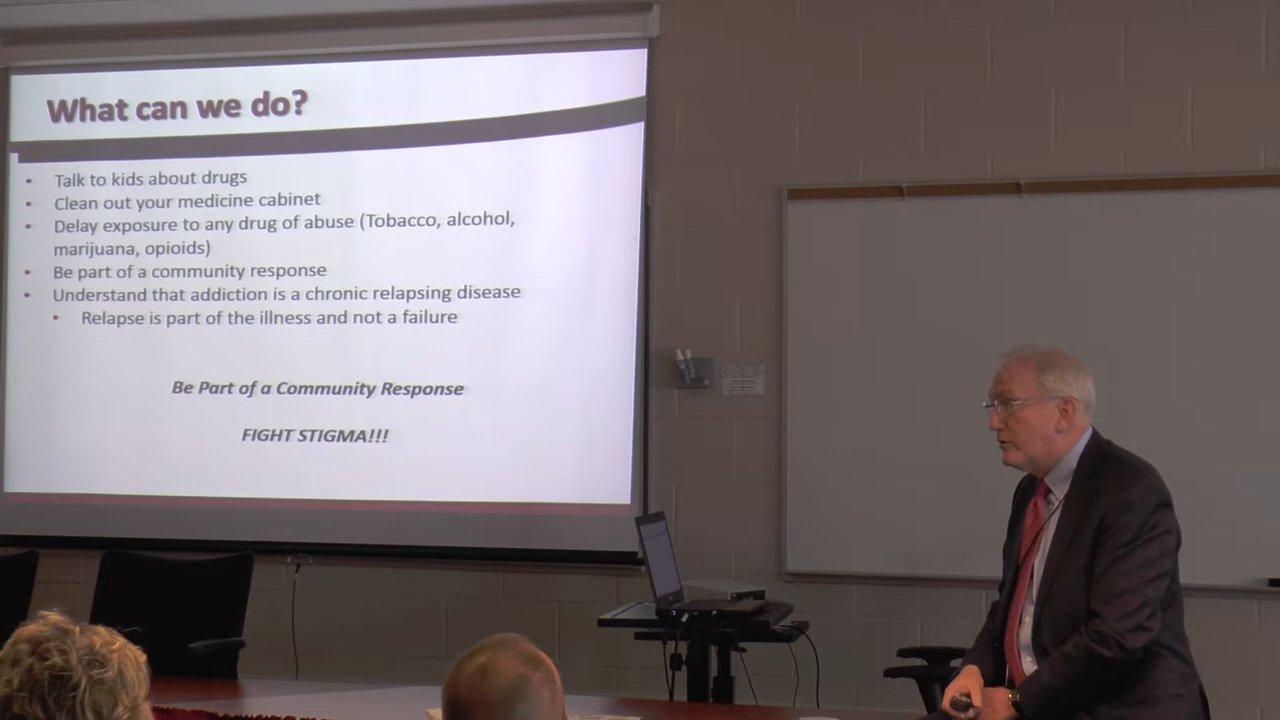 What can we do?
• Talk to kids about drugs
• Clean out your medicine cabinet
• Delay exposure to any drug of abuse (Tobacco, alcohol,
marijuana, opioids)
• Be part of a community response
• Understand that addiction is a chronic relapsing disease
• Relapse is part of the illness and not a failure
Be Part of a Community Response
FIGHT STIGMA!!!